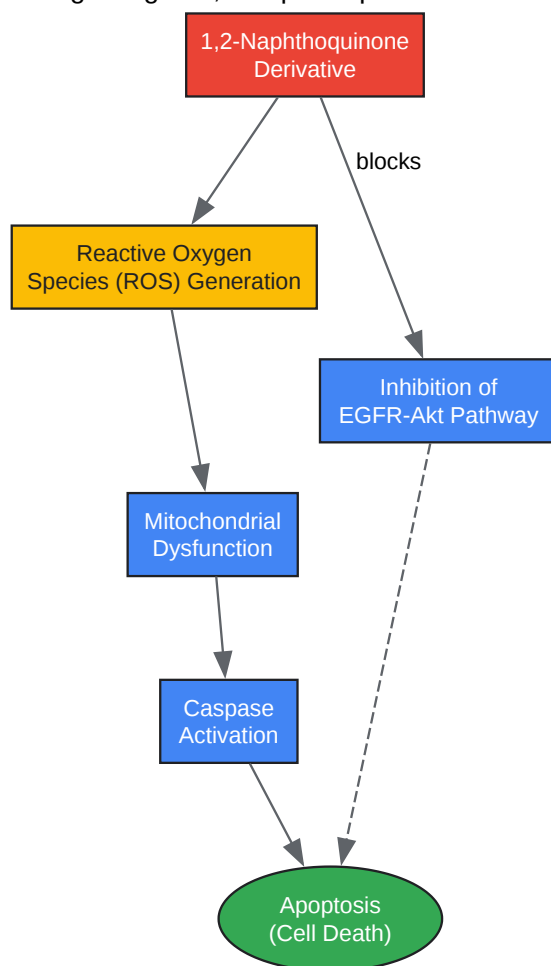 1,2-Naphthoquinone
Derivative
blocks
Reactive Oxygen
Species (ROS) Generation
Inhibition of
EGFR-Akt Pathway
Mitochondrial
Dysfunction
Caspase
Activation
Apoptosis
(Cell Death)